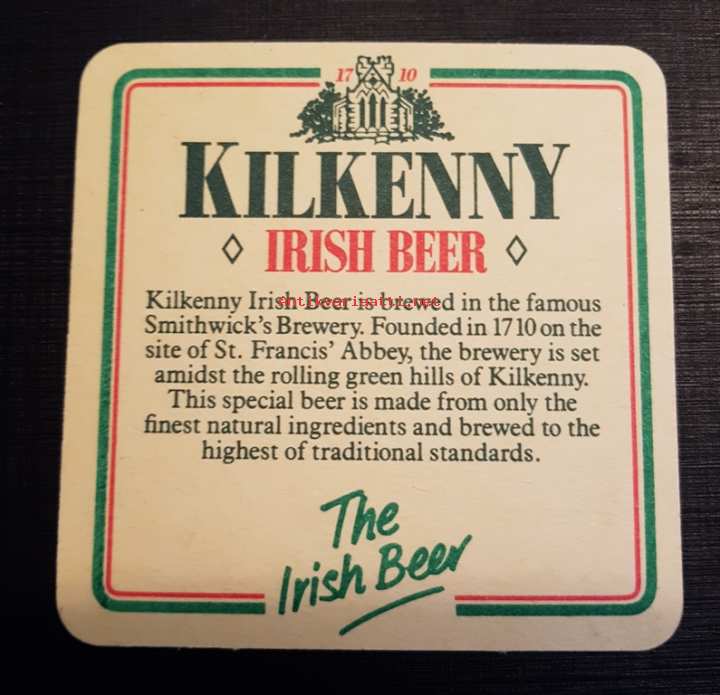 17 10
KILKENNY
IRISH BEER
Kilkenny Irish Beer is brewed in the famous
Smithwick's Brewery. Founded in 1710 on the
site of St. Francis' Abbey, the brewery is set
amidst the rolling green hills of Kilkenny.
This special beer is made from only the
finest natural ingredients and brewed to the
highest of traditional standards.
The
Irish Beer